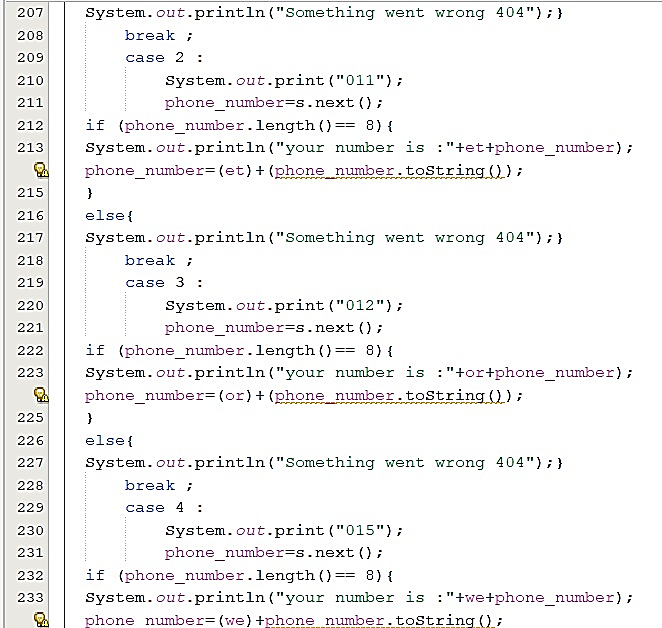 207 System.out.println("Something went wrong 404");}
208 break ;
209 case 2 :
210 System.out.print("011");
211 phone_number=s.next();
212 if (phone_number.length()== 8){
213 System.out.println("your number is :"+et+phone_number);
phone_number=(et)+(phone_number.toString());
215 }
216 else{
217 System.out.println("Something went wrong 404");}
218 break ;
219 case 3 :
220 System.out.print("012");
221 phone_number=s.next();
222 if (phone_number.length()== 8){
223 System.out.println("your number is :"+or+phone_number);
phone_number=(or)+(phone_number.toString());
225 }
226 else{
227 System.out.println("Something went wrong 404");}
228 break ;
229 case 4 :
230 System.out.print("015");
231 phone_number=s.next();
232 if (phone_number.length()== 8){
233 System.out.println("your number is :"+we+phone_number);
phone_number=(we)+phone_number.toString();